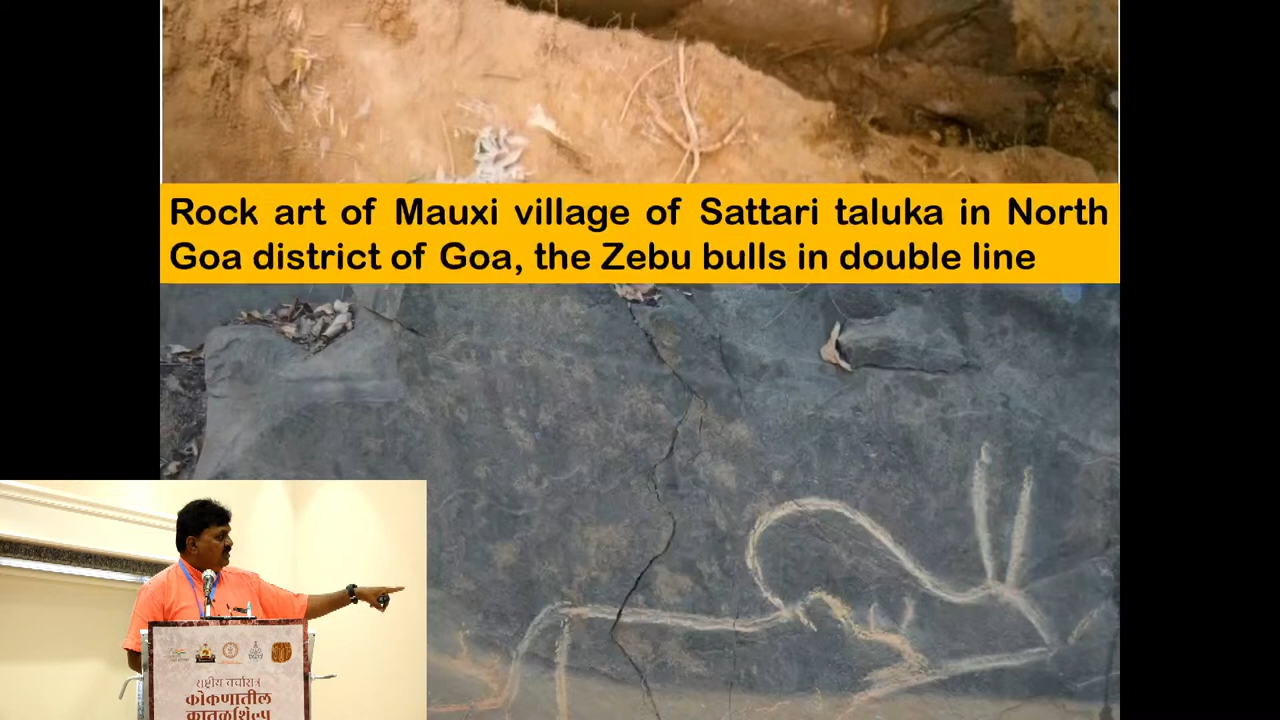 Rock art of Mauxi village of Sattari taluka in North
Goa district of Goa, the Zebu bulls in double line
राष्ट्रीय चर्चासत्र
कोकणातील
कातळशिल्प